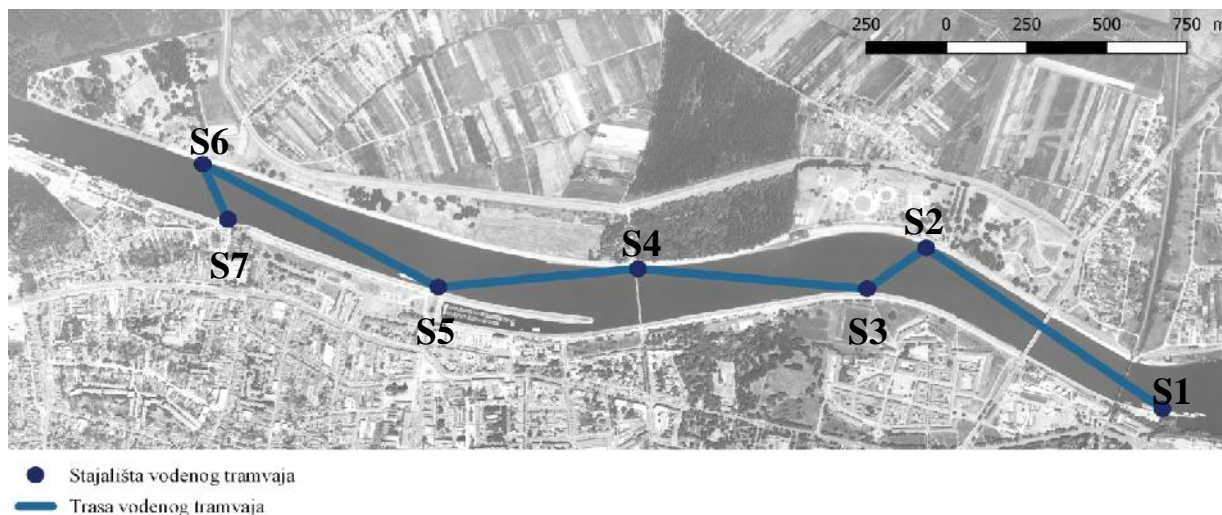 250 0 250 500 750 m
S6
S2
S4
S7
S3
S5
S1
Stajališta vodenog tramvaja
Trasa vodenog tramvaja